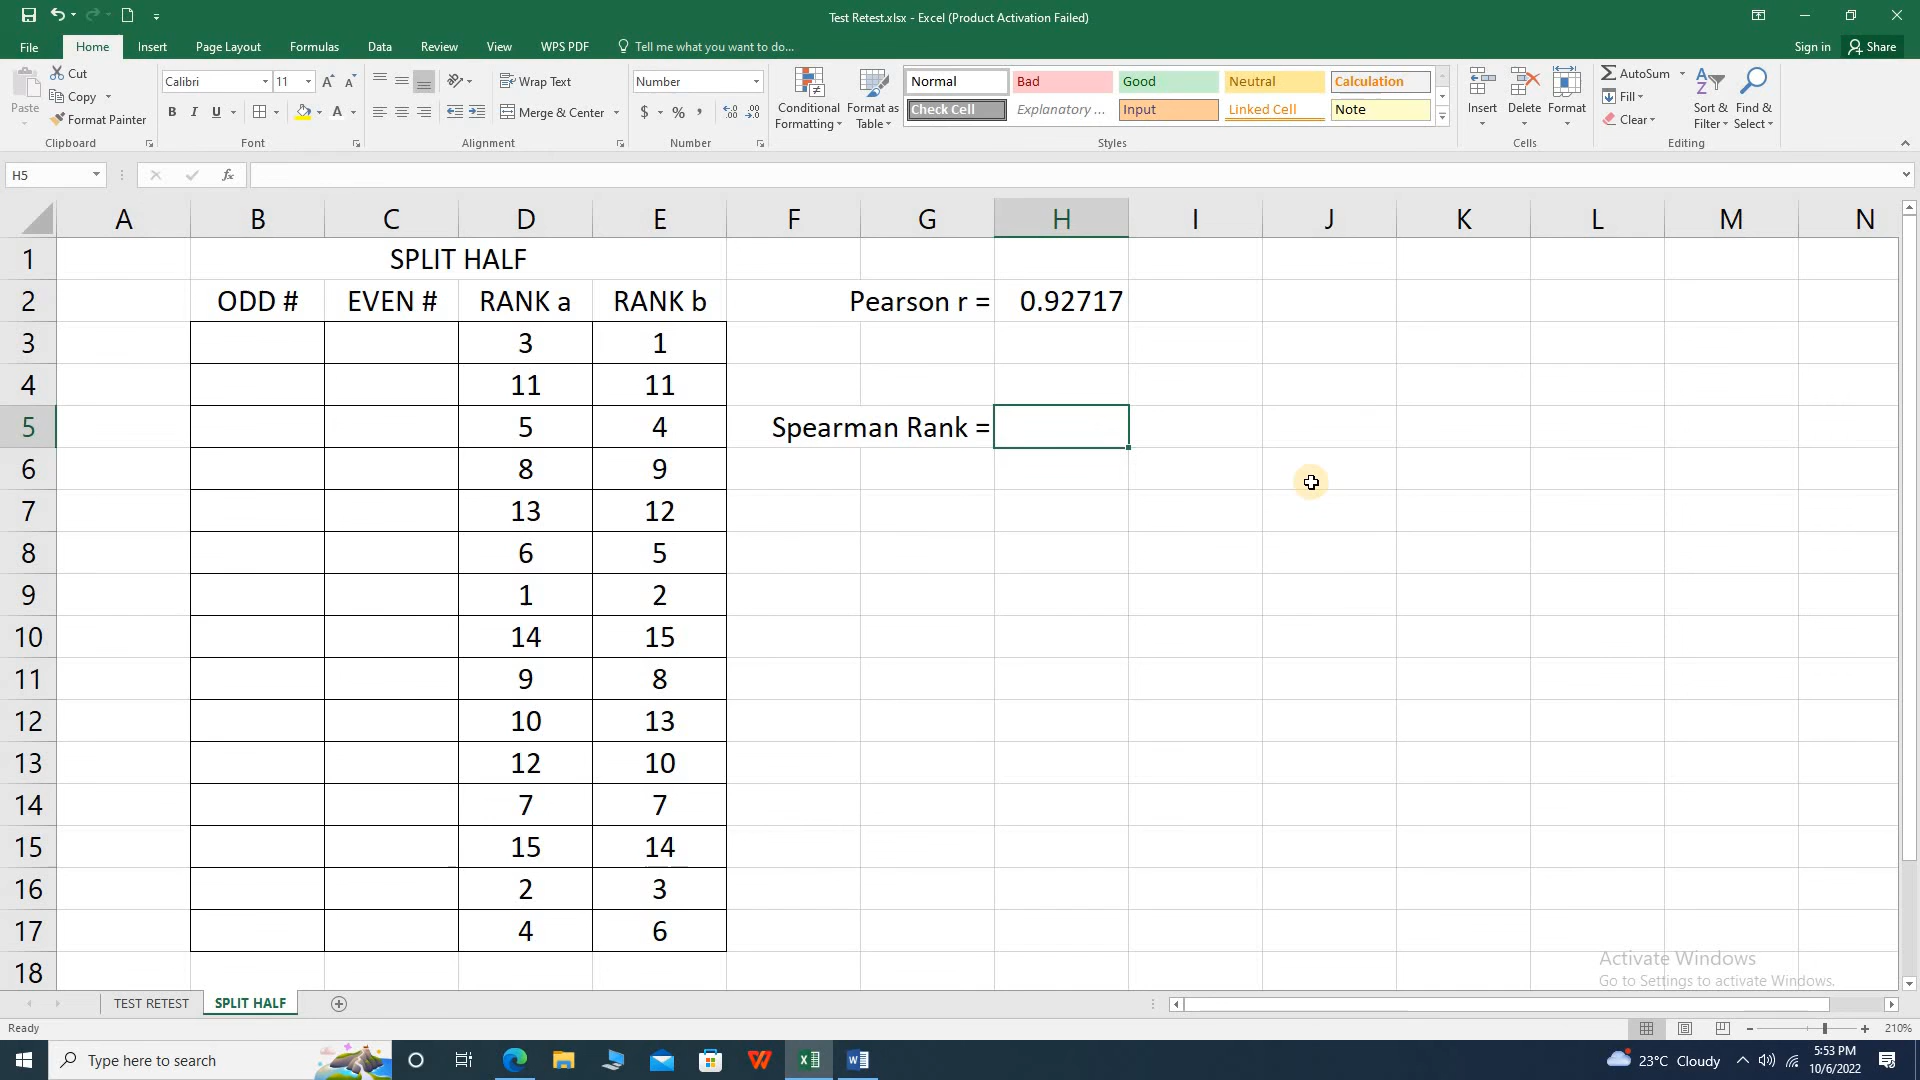 Test Retest.xlsx - Excel (Product Activation Failed)
File Home Insert Page Layout Formulas Data Review View WPS PDF Tell me what you want to do... Sign in Share
Paste
Cut
Copy
Format Painter
Clipboard
Calibri 11
B I U A
Font
Wrap Text
Merge & Center
Alignment
Number
$ % ,
Number
Conditional Formatting
Format as Table
Normal Bad Good Neutral Calculation
Check Cell Explanatory ... Input Linked Cell Note
Styles
Insert Delete Format
Cells
AutoSum
Fill
Clear
Sort & Filter
Find & Select
Editing
H5 fx
A B C D E F G H I J K L M N
1 SPLIT HALF
2 ODD # EVEN # RANK a RANK b Pearson r = 0.92717
3 3 1
4 11 11
5 5 4 Spearman Rank =
6 8 9
7 13 12
8 6 5
9 1 2
10 14 15
11 9 8
12 10 13
13 12 10
14 7 7
15 15 14
16 2 3
17 4 6
18
Activate Windows
Go to Settings to activate Windows.
TEST RETEST SPLIT HALF
Ready 210%
Type here to search
23°C Cloudy
5:53 PM
10/6/2022